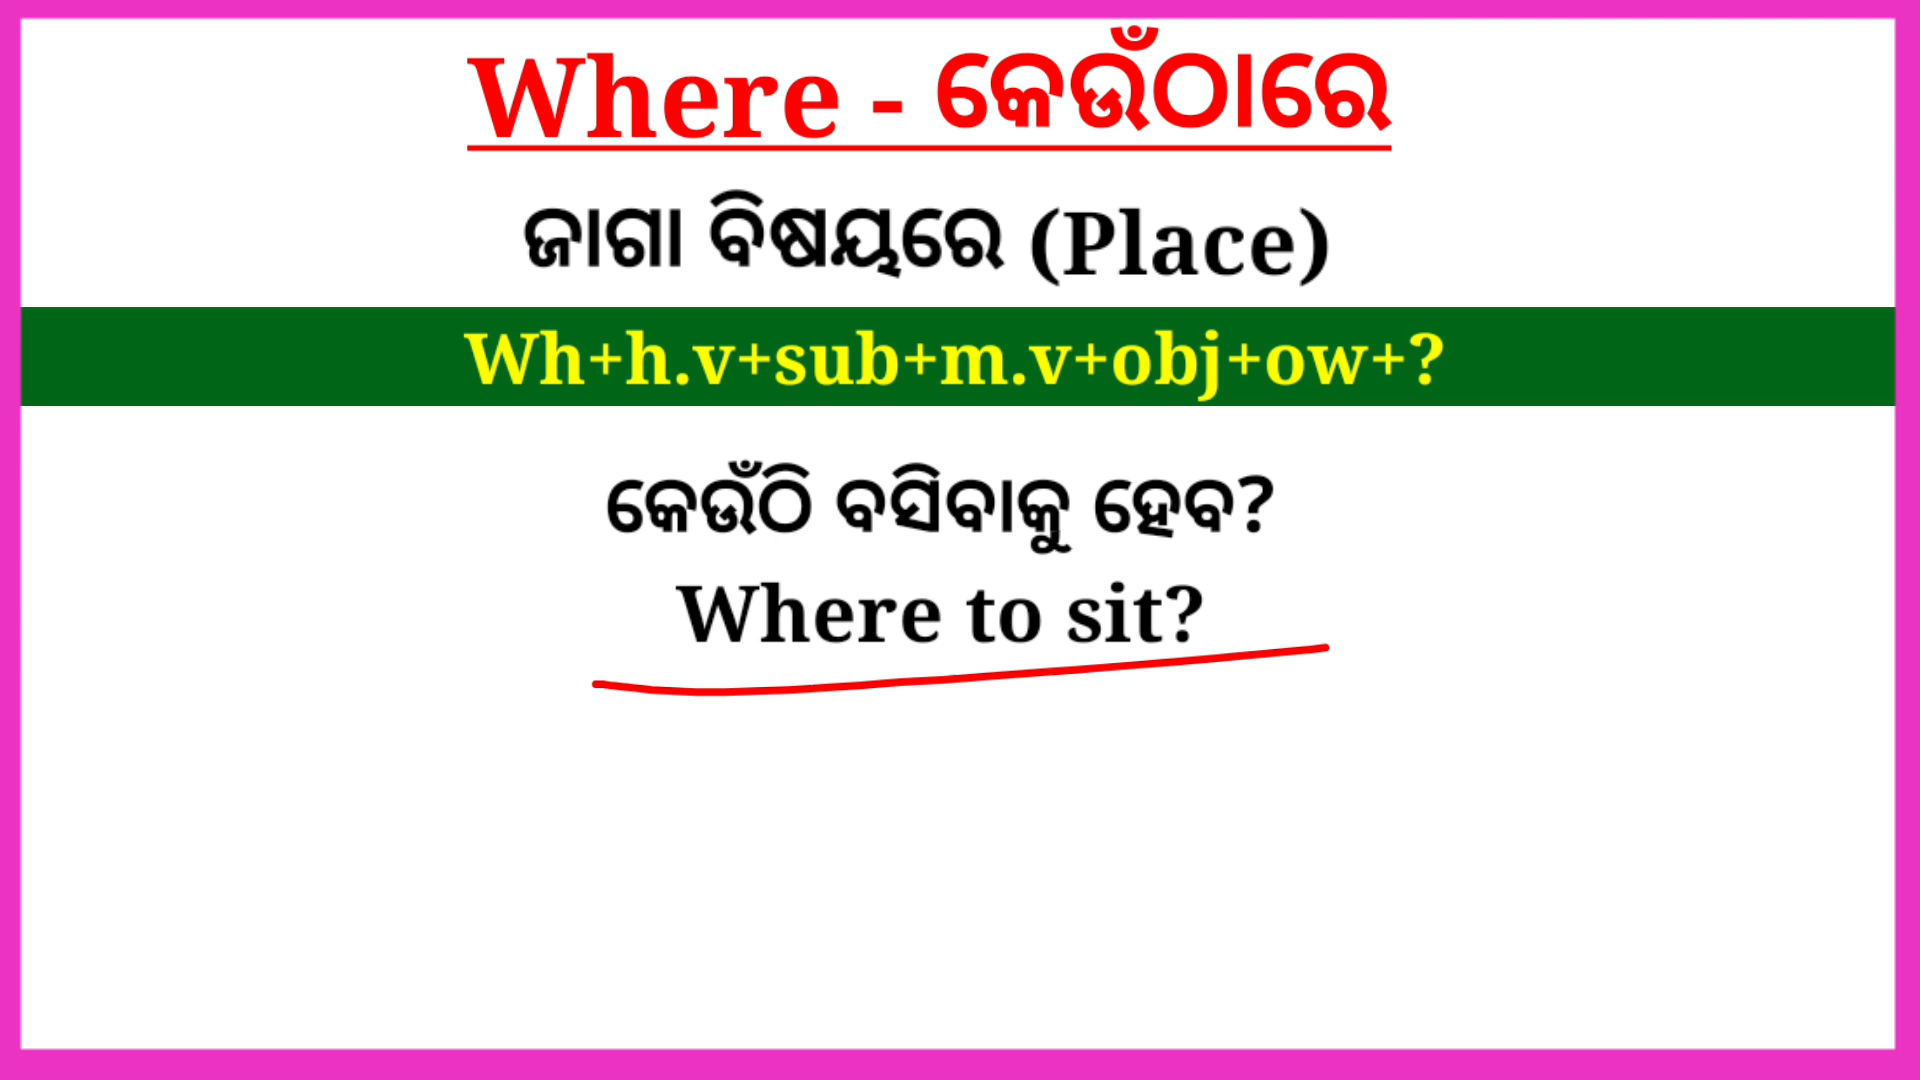 Where - କେଉଁଠାରେ
ଜାଗା ବିଷୟରେ (Place)
Wh+h.v+sub+m.v+obj+ow+?
କେଉଁଠି ବସିବାକୁ ହେବ?
Where to sit?